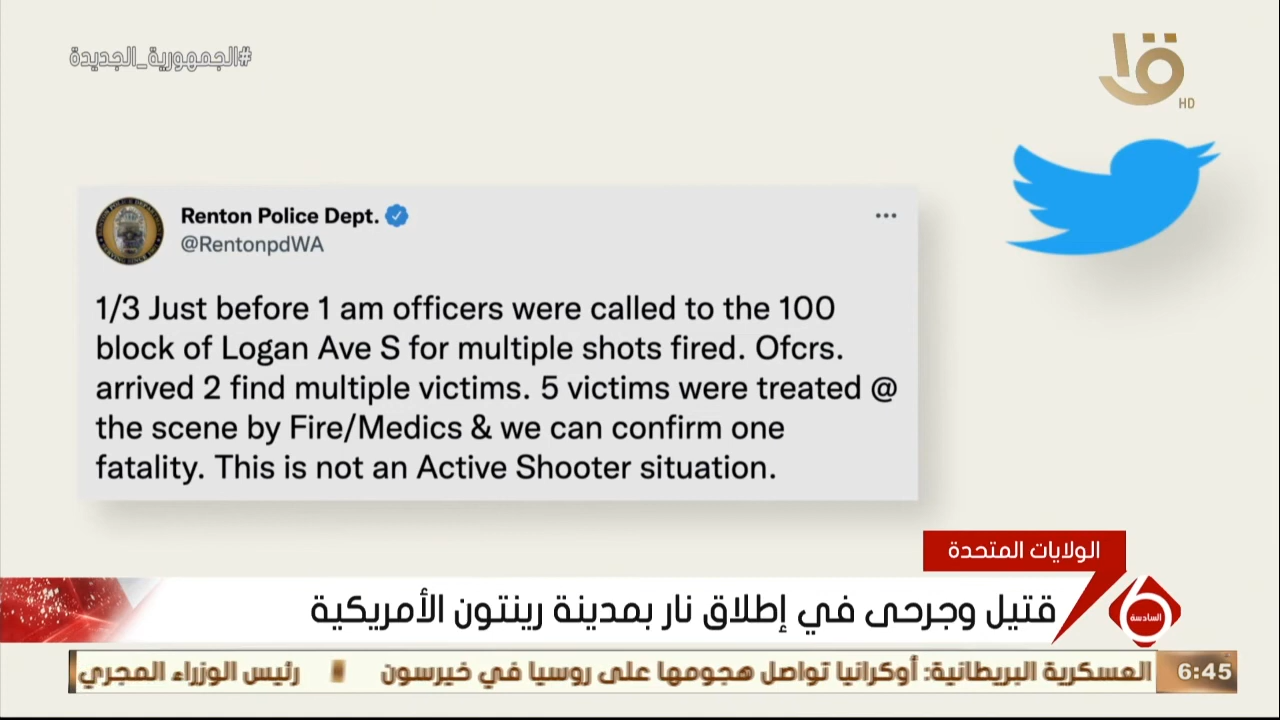 #الجمهورية_الجديدة
HD
Renton Police Dept.
@RentonpdWA
1/3 Just before 1 am officers were called to the 100
block of Logan Ave S for multiple shots fired. Ofcrs.
arrived 2 find multiple victims. 5 victims were treated @
the scene by Fire/Medics & we can confirm one
fatality. This is not an Active Shooter situation.
الولايات المتحدة
قتيل وجرحى في إطلاق نار بمدينة رينتون الأمريكية
السادسة
6:45
العسكرية البريطانية: أوكرانيا تواصل هجومها على روسيا في خيرسون
رئيس الوزراء المجري